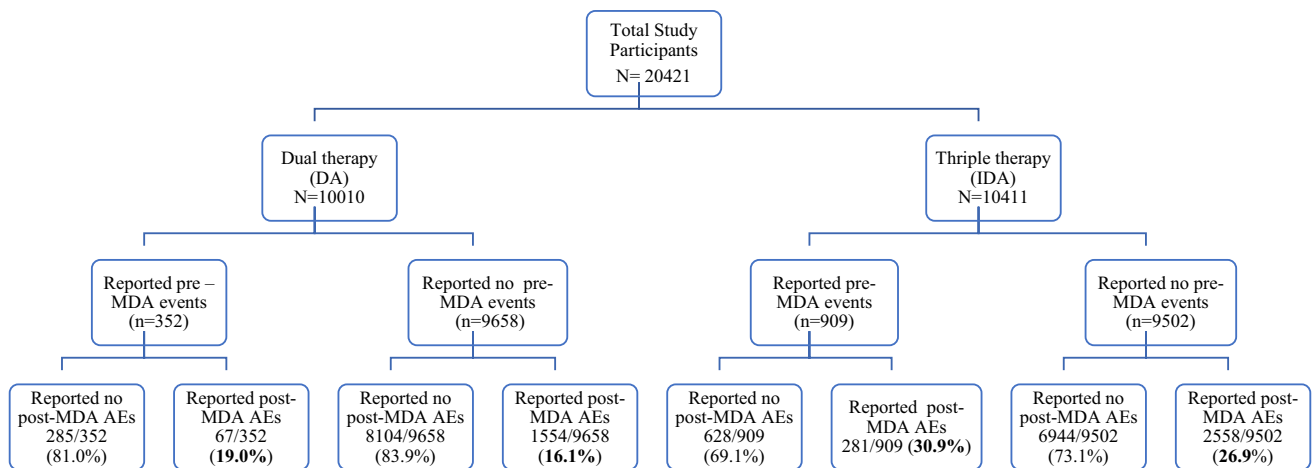 Total Study
Participants
N= 20421
Dual therapy
(DA)
N=10010
Thriple therapy
(IDA)
N=10411
Reported pre –
MDA events
(n=352)
Reported no  pre-
MDA events
(n=9658)
Reported pre-
MDA events
(n=909)
Reported no pre-
MDA events
(n=9502)
Reported no
post-MDA AEs
285/352
(81.0%)
Reported post-
MDA AEs
67/352
(19.0%)
Reported no
post-MDA AEs
8104/9658
(83.9%)
Reported post-
MDA AEs
1554/9658
(16.1%)
Reported no
post-MDA AEs
628/909
(69.1%)
Reported  post-
MDA AEs
281/909 (30.9%)
Reported no
post-MDA AEs
6944/9502
(73.1%)
Reported post-
MDA AEs
2558/9502
(26.9%)